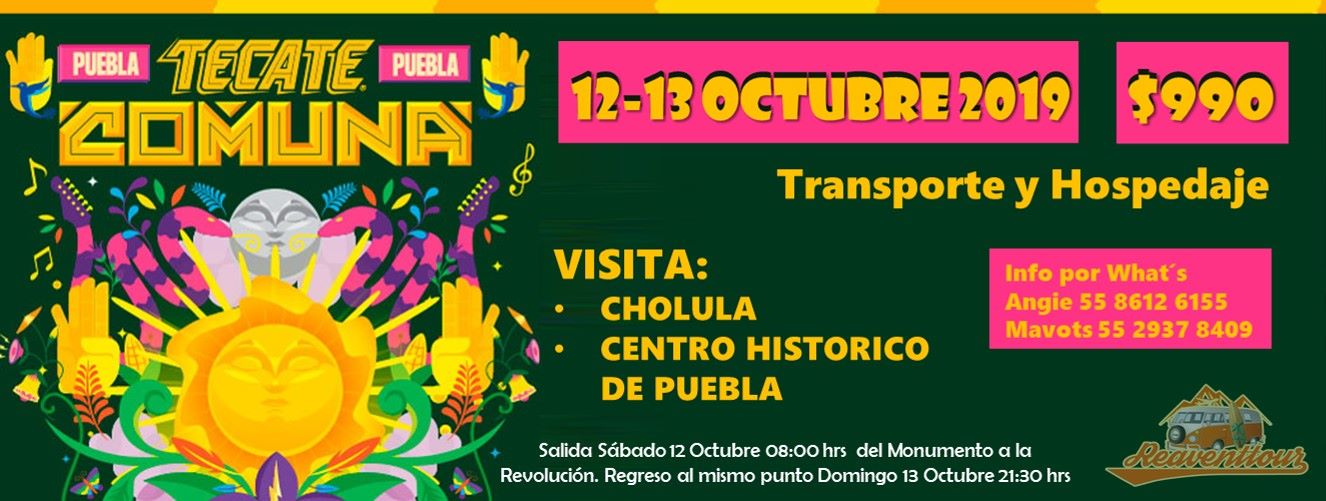 PUEBLA TECATE PUEBLA
COMUNA
12-13 OCTUBRE 2019
$990
Transporte y Hospedaje
VISITA:
• CHOLULA
• CENTRO HISTORICO
DE PUEBLA
Info por What´s
Angie 55 8612 6155
Mavots 55 2937 8409
Salida Sábado 12 Octubre 08:00 hrs del Monumento a la
Revolución. Regreso al mismo punto Domingo 13 Octubre 21:30 hrs
Reaventtour